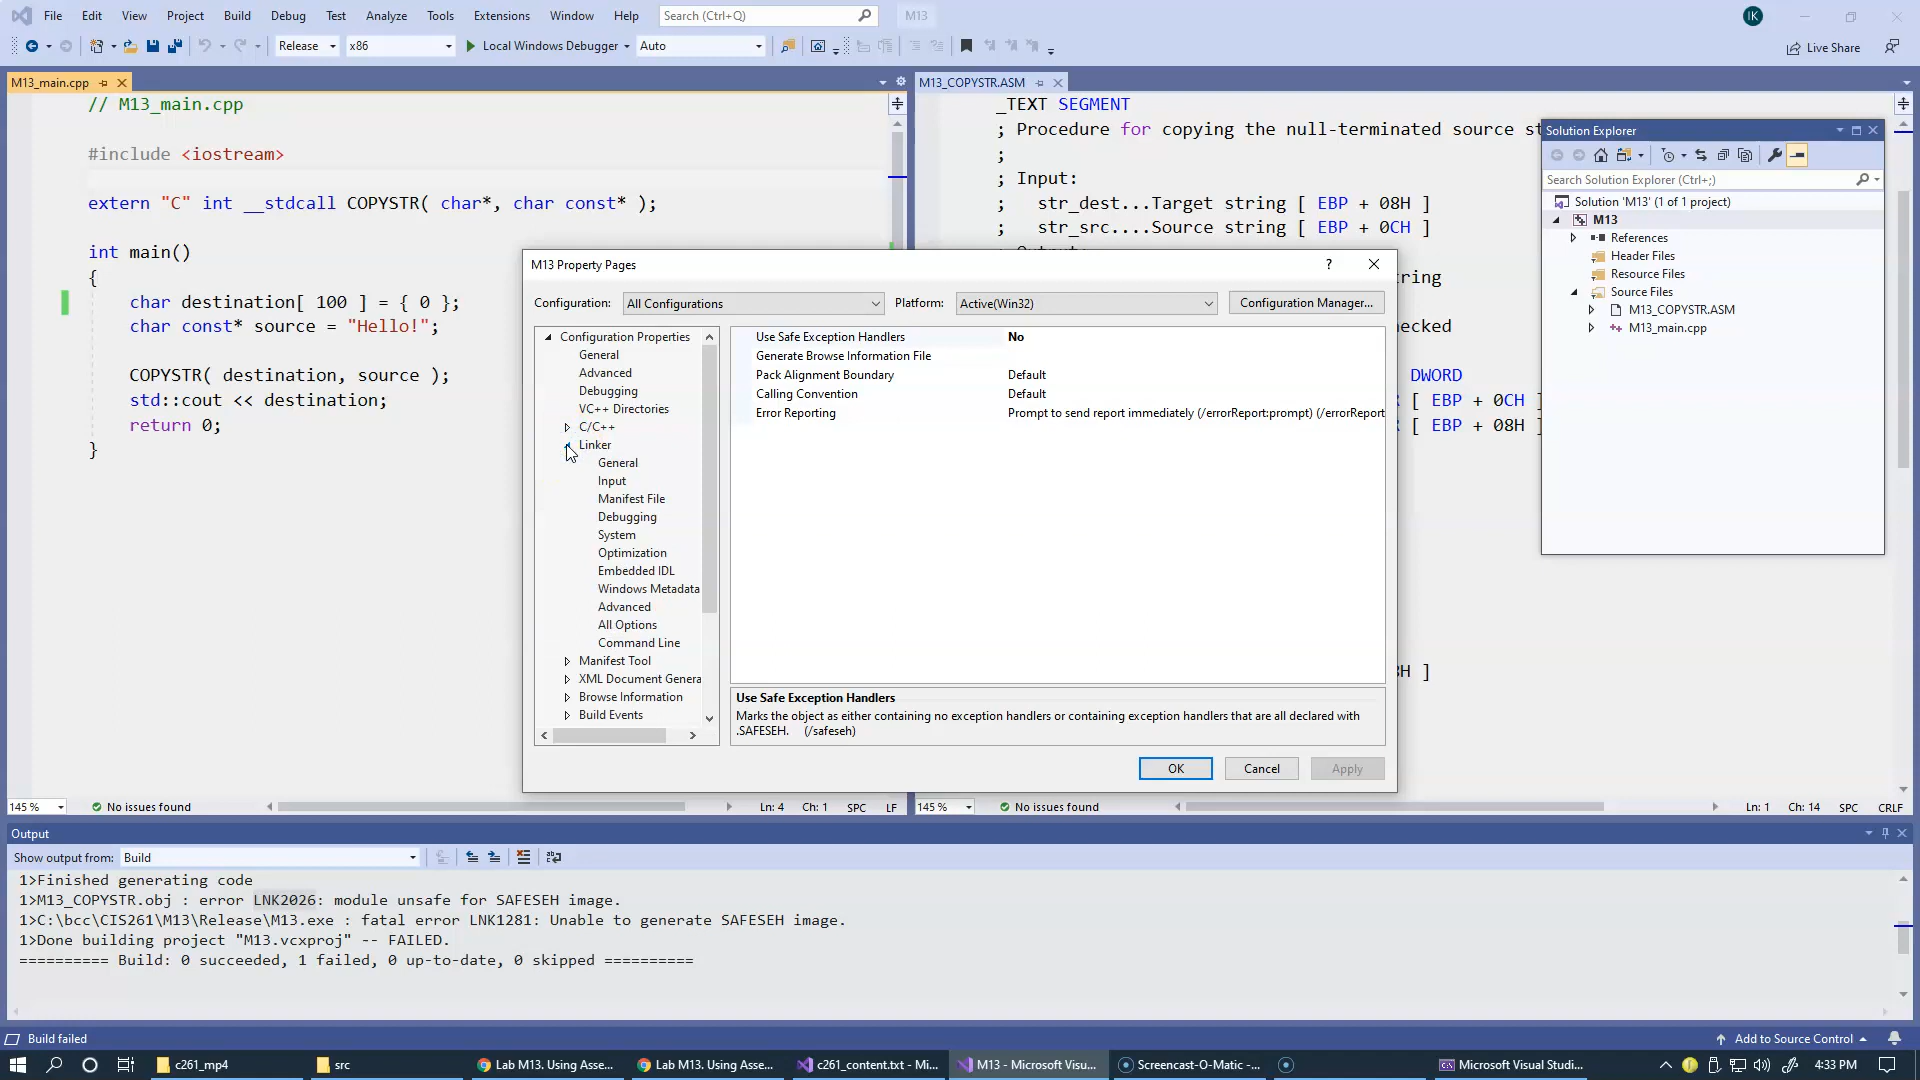 File Edit View Project Build Debug Test Analyze Tools Extensions Window Help Search (Ctrl+Q) M13 IK
Release x86 Local Windows Debugger Auto Live Share
M13_main.cpp
// M13_main.cpp
#include <iostream>
extern "C" int __stdcall COPYSTR( char*, char const* );
int main()
{
char destination[ 100 ] = { 0 };
char const* source = "Hello!";
COPYSTR( destination, source );
std::cout << destination;
return 0;
}
145 % No issues found Ln: 4 Ch: 1 SPC LF
M13_COPYSTR.ASM
_TEXT SEGMENT
; Procedure for copying the null-terminated source st
;
; Input:
; str_dest...Target string [ EBP + 08H ]
; str_src....Source string [ EBP + 0CH ]
tring
ecked
DWORD
[ EBP + 0CH ]
[ EBP + 08H ]
8H ]
145 % No issues found Ln: 1 Ch: 14 SPC CRLF
Solution Explorer
Search Solution Explorer (Ctrl+;)
Solution 'M13' (1 of 1 project)
M13
References
Header Files
Resource Files
Source Files
M13_COPYSTR.ASM
M13_main.cpp
M13 Property Pages ?
Configuration: All Configurations Platform: Active(Win32) Configuration Manager...
Configuration Properties
General
Advanced
Debugging
VC++ Directories
C/C++
Linker
General
Input
Manifest File
Debugging
System
Optimization
Embedded IDL
Windows Metadata
Advanced
All Options
Command Line
Manifest Tool
XML Document Genera
Browse Information
Build Events
Use Safe Exception Handlers No
Generate Browse Information File
Pack Alignment Boundary Default
Calling Convention Default
Error Reporting Prompt to send report immediately (/errorReport:prompt) (/errorReport
Use Safe Exception Handlers
Marks the object as either containing no exception handlers or containing exception handlers that are all declared with
.SAFESEH. (/safeseh)
OK Cancel Apply
Output
Show output from: Build
1>Finished generating code
1>M13_COPYSTR.obj : error LNK2026: module unsafe for SAFESEH image.
1>C:\bcc\CIS261\M13\Release\M13.exe : fatal error LNK1281: Unable to generate SAFESEH image.
1>Done building project "M13.vcxproj" -- FAILED.
========== Build: 0 succeeded, 1 failed, 0 up-to-date, 0 skipped ==========
Build failed Add to Source Control
c261_mp4 src Lab M13. Using Asse... Lab M13. Using Asse... c261_content.txt - Mi... M13 - Microsoft Visu... Screencast-O-Matic -... Microsoft Visual Studi... 4:33 PM